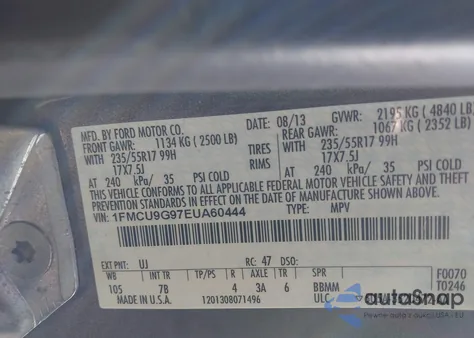 MFD. BY FORD MOTOR CO.
08/13 GVWR: 2195 KG ( 4840 LB)
FRONT GAWR: 1134 KG ( 2500 LB) REAR GAWR: 1067 KG ( 2352 LB)
WITH 235/55R17 99H TIRES WITH 235/55R17 99H
17X7.5J RIMS 17X7.5J
AT 240 kPa/ 35 PSI COLD AT 240 kPa/ 35 PSI COLD
THIS VEHICLE CONFORMS TO ALL APPLICABLE FEDERAL MOTOR VEHICLE SAFETY AND THEFT
PREVENTION STANDARDS IN EFFECT ON THE DATE OF MANUFACTURE SHOWN ABOVE.
VIN: 1FMCU9G97EUA60444 TYPE: MPV
EXT PNT: UJ RC: 47 DSO: F0070
WB INT TR TP/PS R AXLE TR SPR T0246
105 7B 4 3A 6 BBMM
MADE IN U.S.A. 1201308071496 ULC
autoSnap